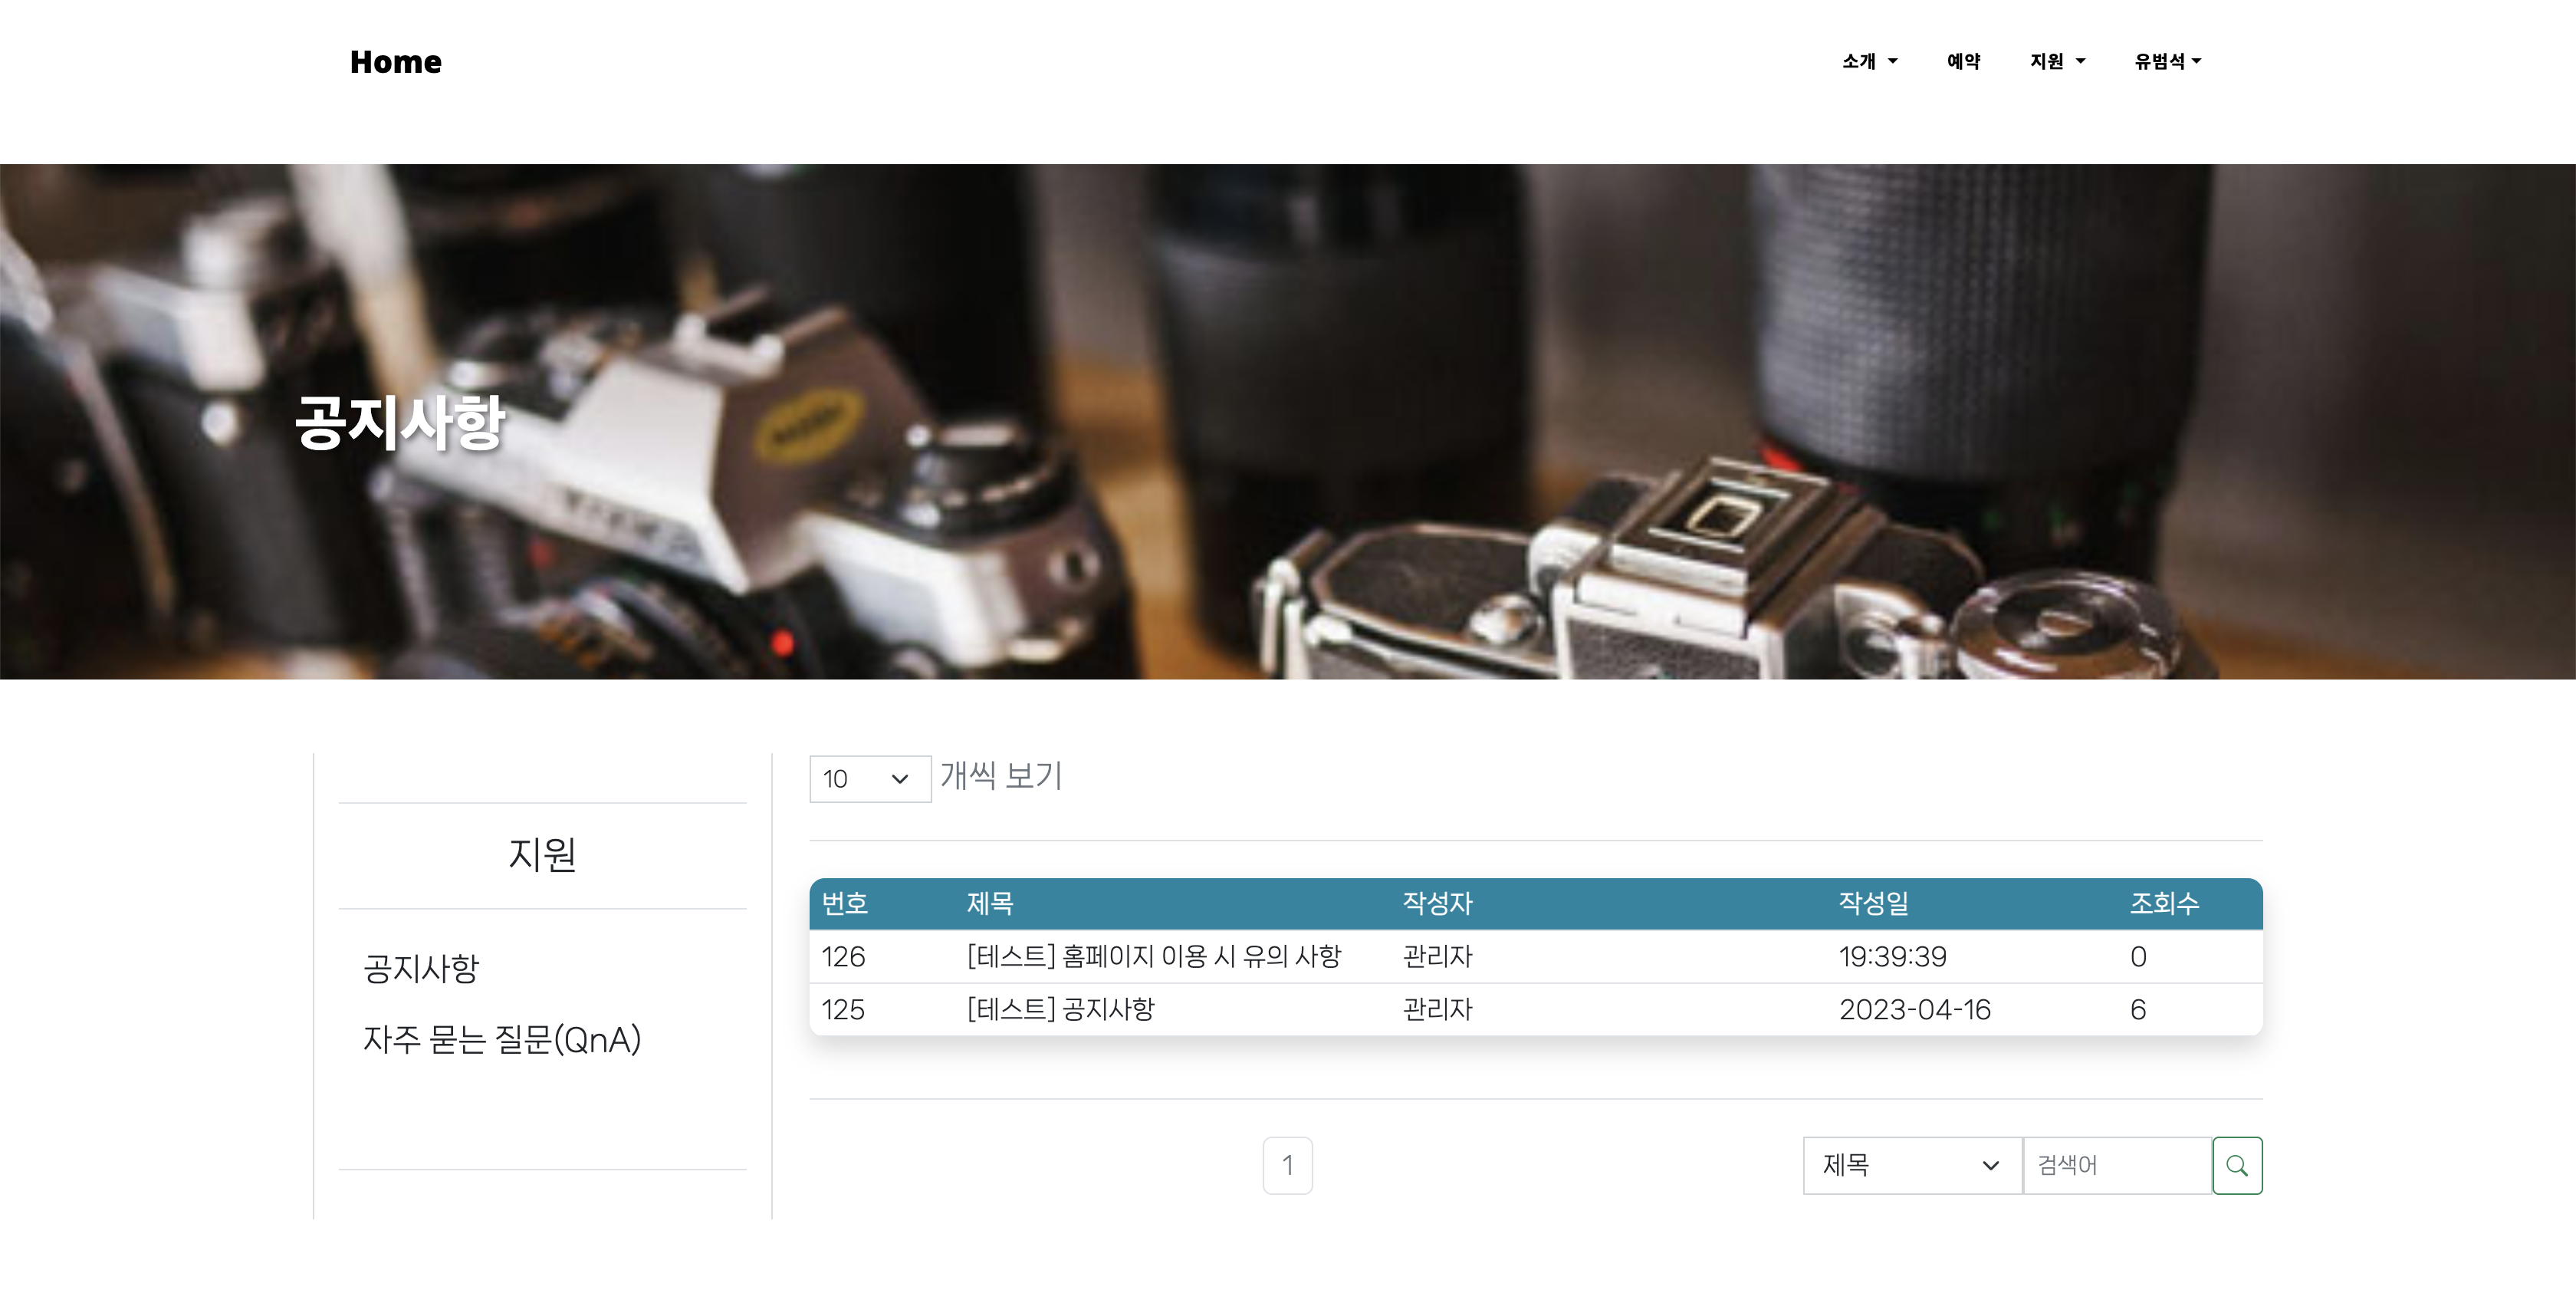 Home
소개 예약 지원 유범석
공지사항
10 개씩 보기
지원
공지사항
자주 묻는 질문(QnA)
번호 제목 작성자 작성일 조회수
126 [테스트] 홈페이지 이용 시 유의 사항 관리자 19:39:39 0
125 [테스트] 공지사항 관리자 2023-04-16 6
1
제목 검색어